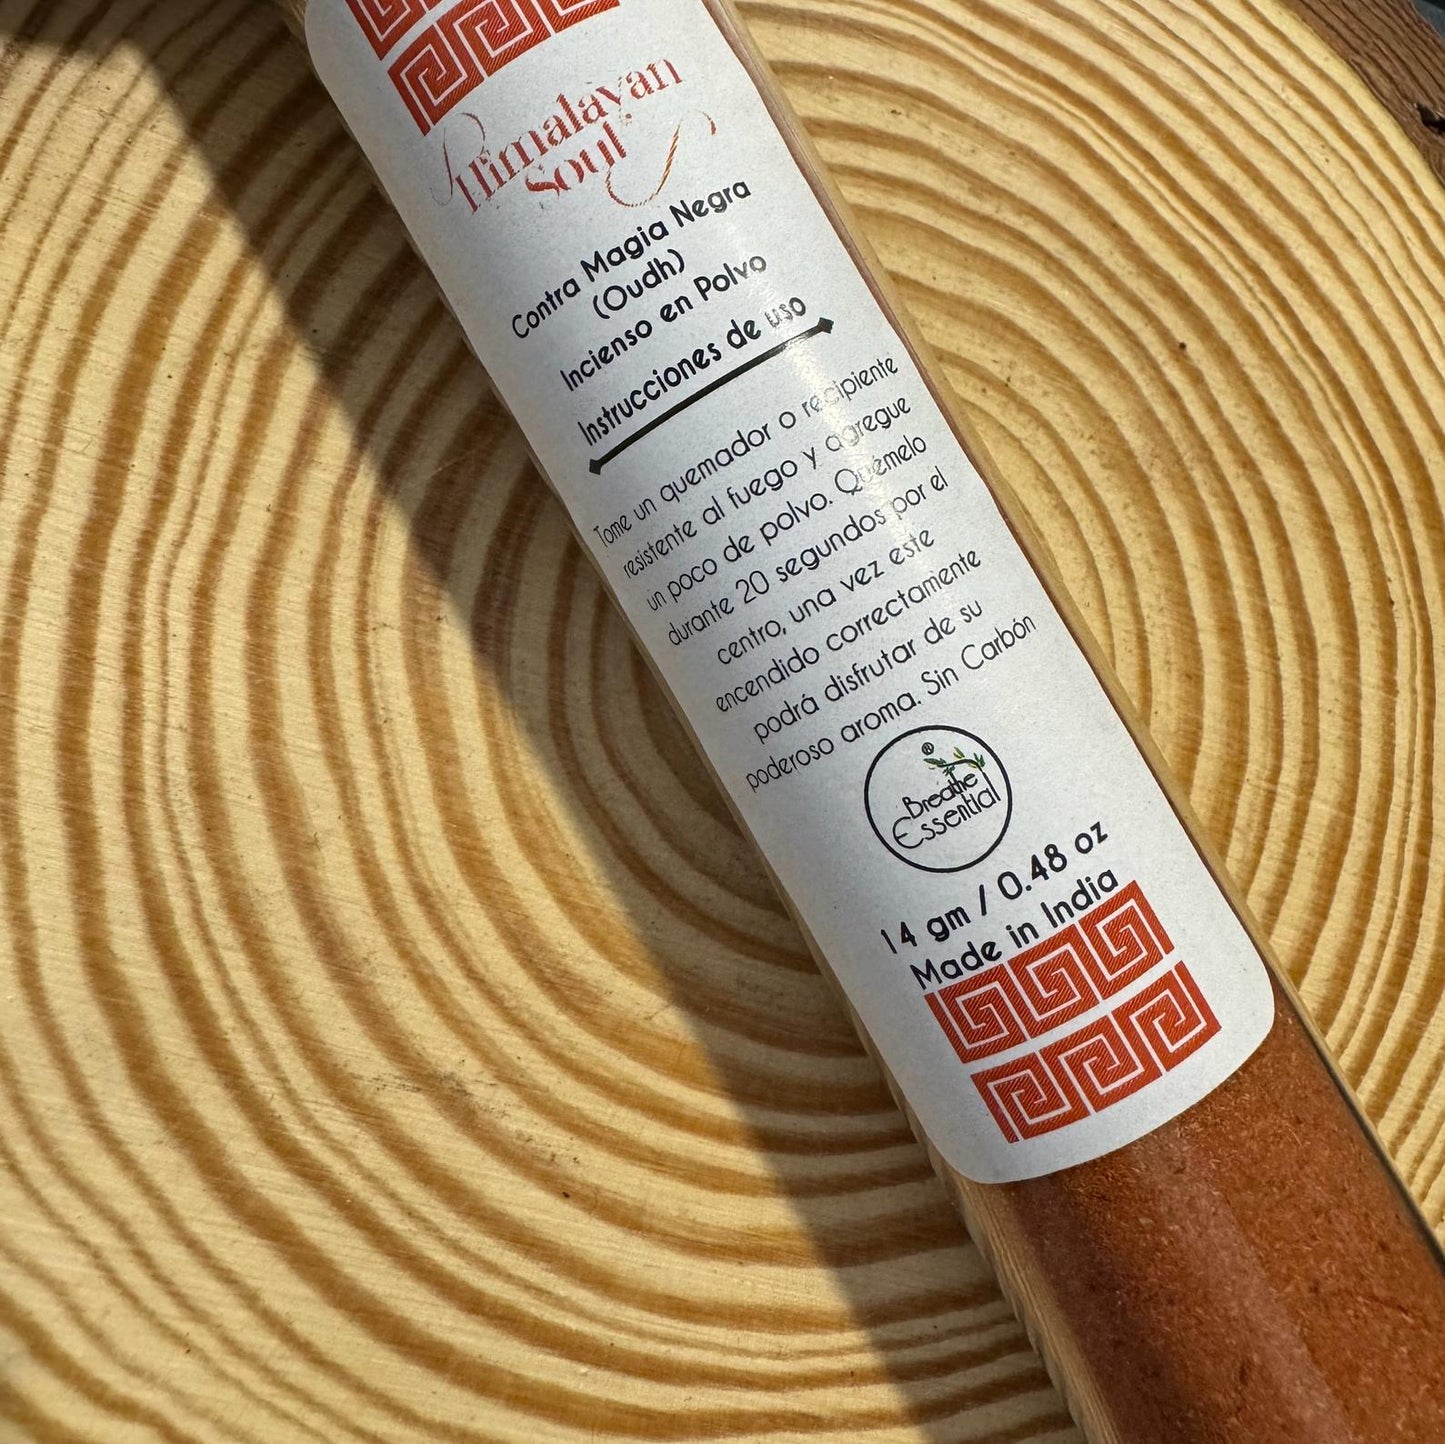 Himalayan
Soul
Contra Magia Negra
(Oudh)
Incienso en Polvo
Instrucciones de uso
Tome un quemador o recipiente
resistente al fuego y agregue
un poco de polvo. Quémelo
durante 20 segundos por el
centro, una vez este
encendido correctamente
podrá disfrutar de su
poderoso aroma. Sin Carbón
®
Breathe
Essential
14 gm / 0.48 oz
Made in India